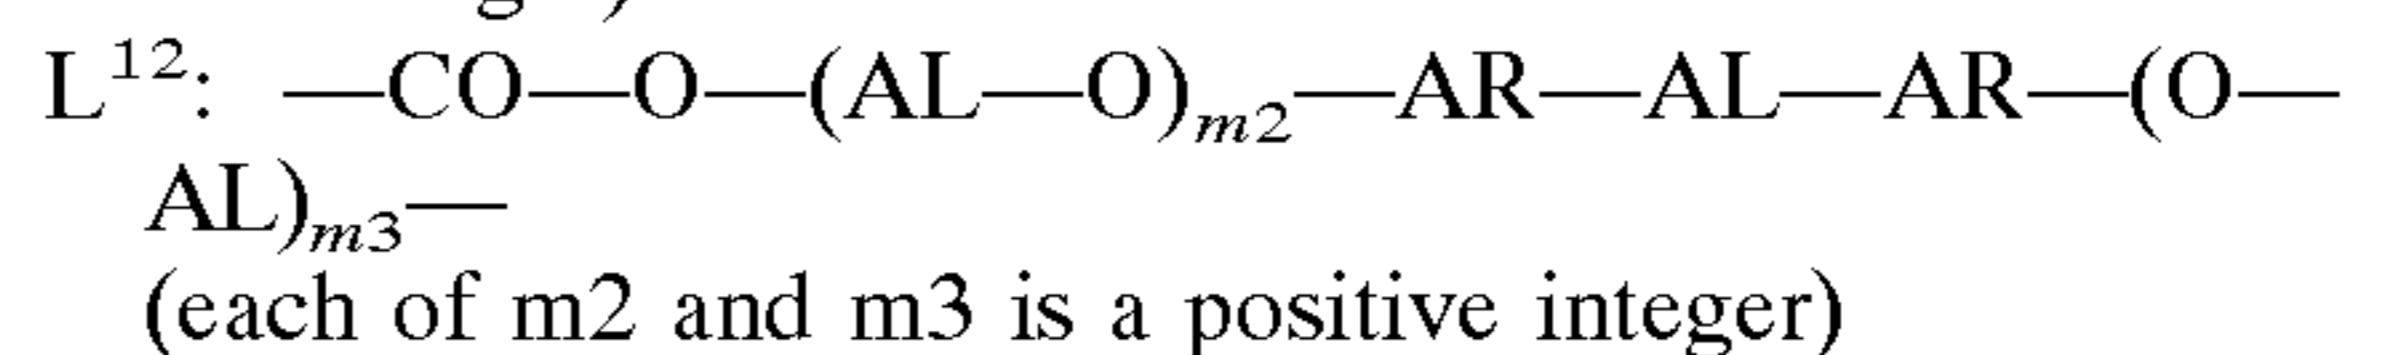 L¹²: —CO—O—(AL—O)ₘ₂—AR—AL—AR—(O—
AL)ₘ₃—
(each of m2 and m3 is a positive integer)